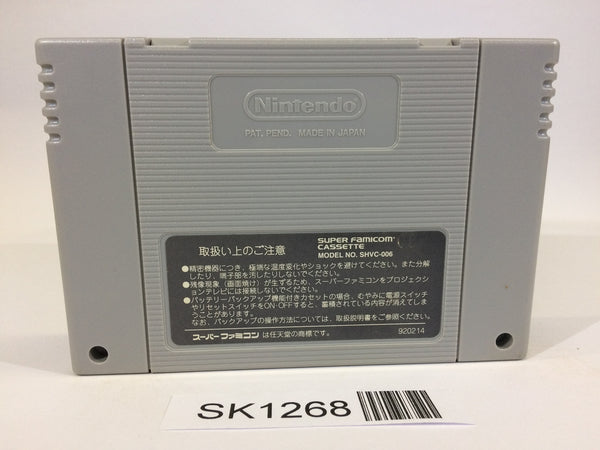 Nintendo
PAT. PEND. MADE IN JAPAN
取扱い上のご注意
SUPER FAMICOM
CASSETTE
MODEL NO. SHVC-006
●精密機器につき、極端な温度変化やショックを避けてください。また分解
したり、端子部を汚したりしないでください。
●残像現象（画面焼け）が生ずるため、スーパーファミコンをプロジェクシ
ョンテレビには接続しないでください。
●バッテリーバックアップ機能付きカセットの場合、むやみに電源スイッチ
やリセットスイッチをON・OFFすると、蓄積されている内容が消えてしま
うことがあります。
なお、バックアップの操作方法については、取扱説明書をご参照ください。
スーパーファミコン は任天堂の商標です。
920214
SK1268